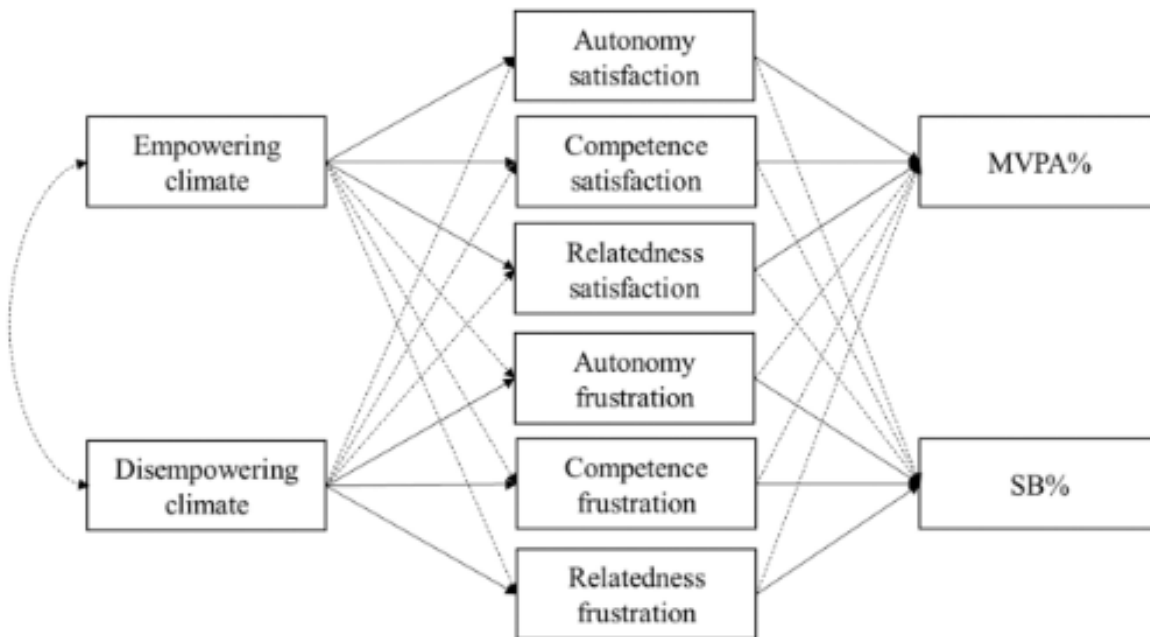 Autonomy
satisfaction
Empowering
climate
Competence
satisfaction
MVPA%
Relatedness
satisfaction
Autonomy
frustration
Disempowering
climate
Competence
frustration
SB%
Relatedness
frustration